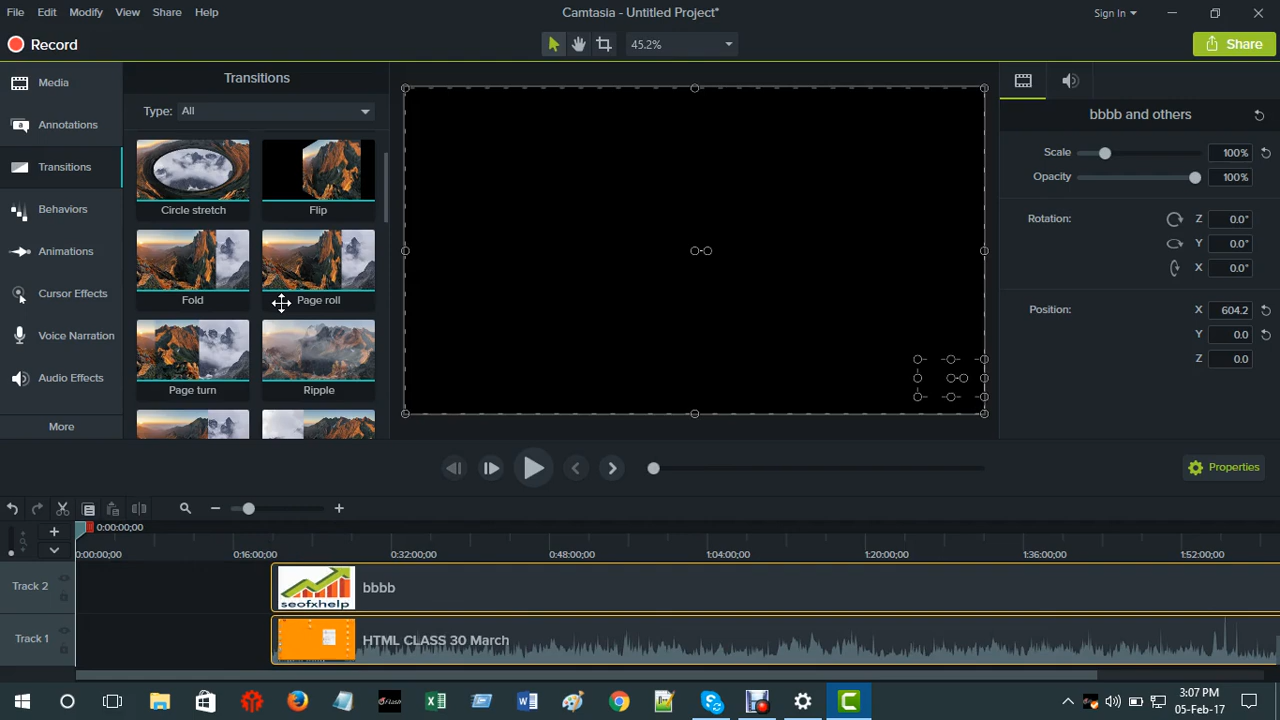 File Edit Modify View Share Help
Camtasia - Untitled Project*
Sign In
Record
45.2%
Share
Media
Annotations
Transitions
Behaviors
Animations
Cursor Effects
Voice Narration
Audio Effects
More
Transitions
Type: All
Circle stretch
Flip
Fold
Page roll
Page turn
Ripple
bbbb and others
Scale 100%
Opacity 100%
Rotation: Z 0.0°
Y 0.0°
X 0.0°
Position: X 604.2
Y 0.0
Z 0.0
Properties
0:00:00;00
0:00:00;00 0:16:00;00 0:32:00;00 0:48:00;00 1:04:00;00 1:20:00;00 1:36:00;00 1:52:00;00
Track 2
seofxhelp
bbbb
Track 1
HTML CLASS 30 March
3:07 PM
05-Feb-17